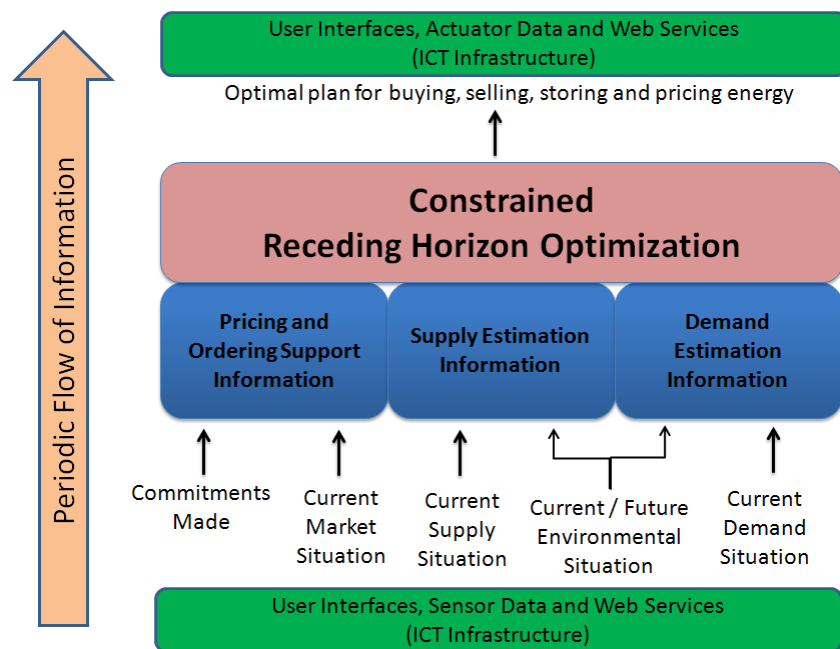 User Interfaces, Actuator Data and Web Services
(ICT Infrastructure)
Optimal plan for buying, selling, storing and pricing energy
Periodic Flow of Information
Constrained
Receding Horizon Optimization
Pricing and
Ordering Support
Information
Supply Estimation
Information
Demand
Estimation
Information
Commitments
Made
Current
Market
Situation
Current
Supply
Situation
Current / Future
Environmental
Situation
Current
Demand
Situation
User Interfaces, Sensor Data and Web Services
(ICT Infrastructure)